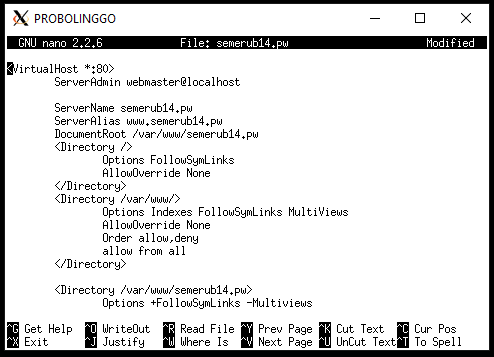 PROBOLINGGO
GNU nano 2.2.6 File: semerub14.pw Modified
<VirtualHost *:80>
ServerAdmin webmaster@localhost
ServerName semerub14.pw
ServerAlias www.semerub14.pw
DocumentRoot /var/www/semerub14.pw
<Directory />
Options FollowSymLinks
AllowOverride None
</Directory>
<Directory /var/www/>
Options Indexes FollowSymLinks MultiViews
AllowOverride None
Order allow,deny
allow from all
</Directory>
<Directory /var/www/semerub14.pw>
Options +FollowSymLinks -Multiviews
^G Get Help ^O WriteOut ^R Read File ^Y Prev Page ^K Cut Text ^C Cur Pos
^X Exit ^J Justify ^W Where Is ^V Next Page ^U UnCut Text ^T To Spell